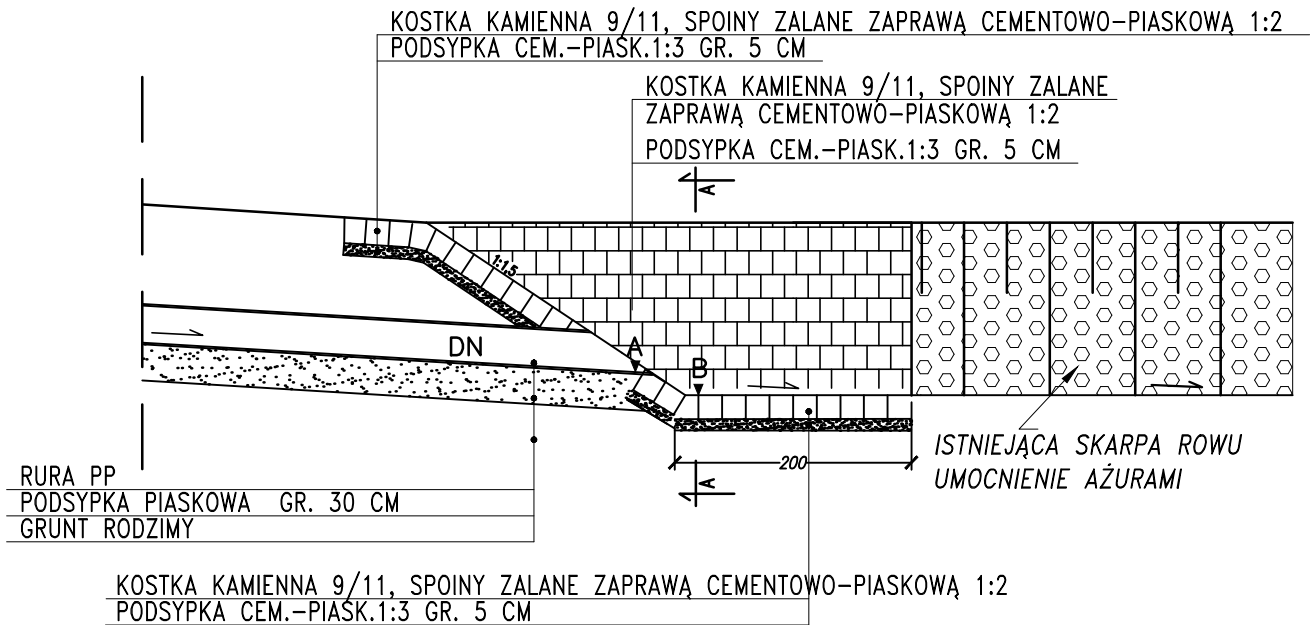 KOSTKA KAMIENNA 9/11, SPOINY ZALANE ZAPRAWĄ CEMENTOWO-PIASKOWĄ 1:2
PODSYPKA CEM.-PIASK.1:3 GR. 5 CM
KOSTKA KAMIENNA 9/11, SPOINY ZALANE
ZAPRAWĄ CEMENTOWO-PIASKOWĄ 1:2
PODSYPKA CEM.-PIASK.1:3 GR. 5 CM
A
1:1,5
DN
A
B
200
A
ISTNIEJĄCA SKARPA ROWU
UMOCNIENIE AŻURAMI
RURA PP
PODSYPKA PIASKOWA GR. 30 CM
GRUNT RODZIMY
KOSTKA KAMIENNA 9/11, SPOINY ZALANE ZAPRAWĄ CEMENTOWO-PIASKOWĄ 1:2
PODSYPKA CEM.-PIASK.1:3 GR. 5 CM